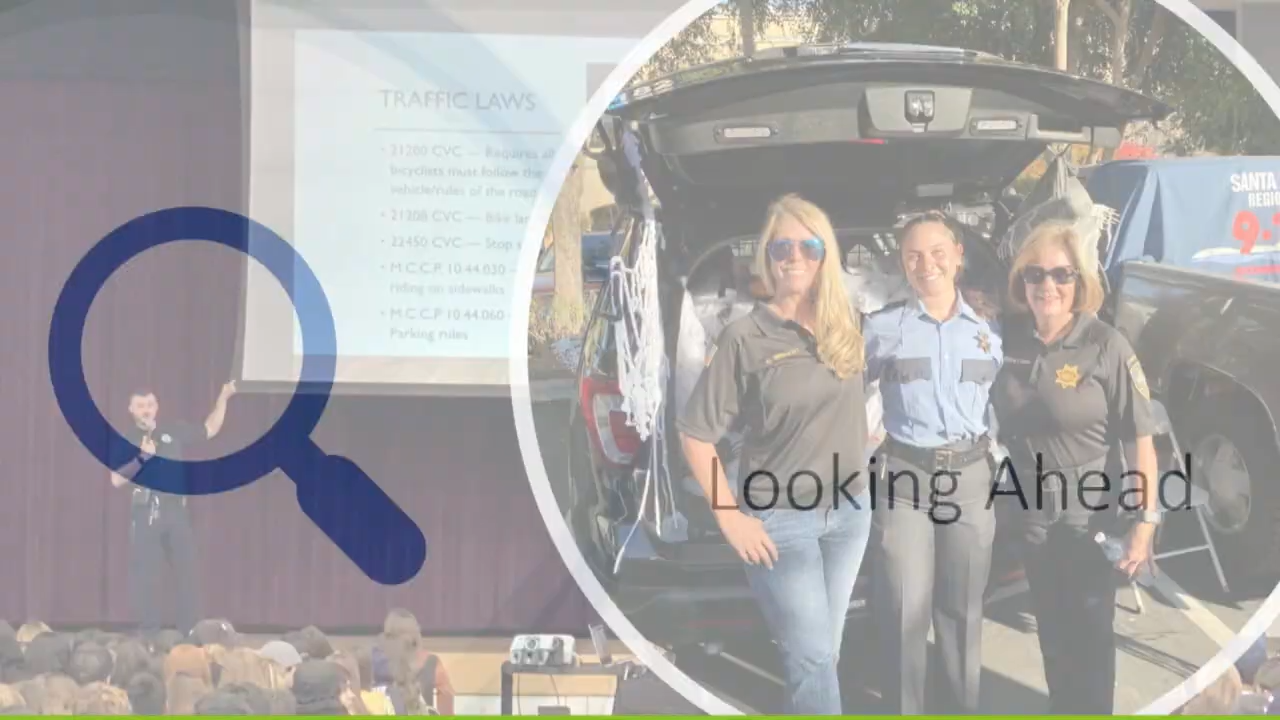 TRAFFIC LAWS
• 21200 CVC — Requires all
bicyclists must follow the
vehicle/rules of the road
• 21208 CVC — Bike
• 22450 CVC — Stop
• M.C.C.P. 10.44.030 -
riding on sidewalks
• M.C.C.P. 10.44.060 -
Parking rules
SANTA
Looking Ahead